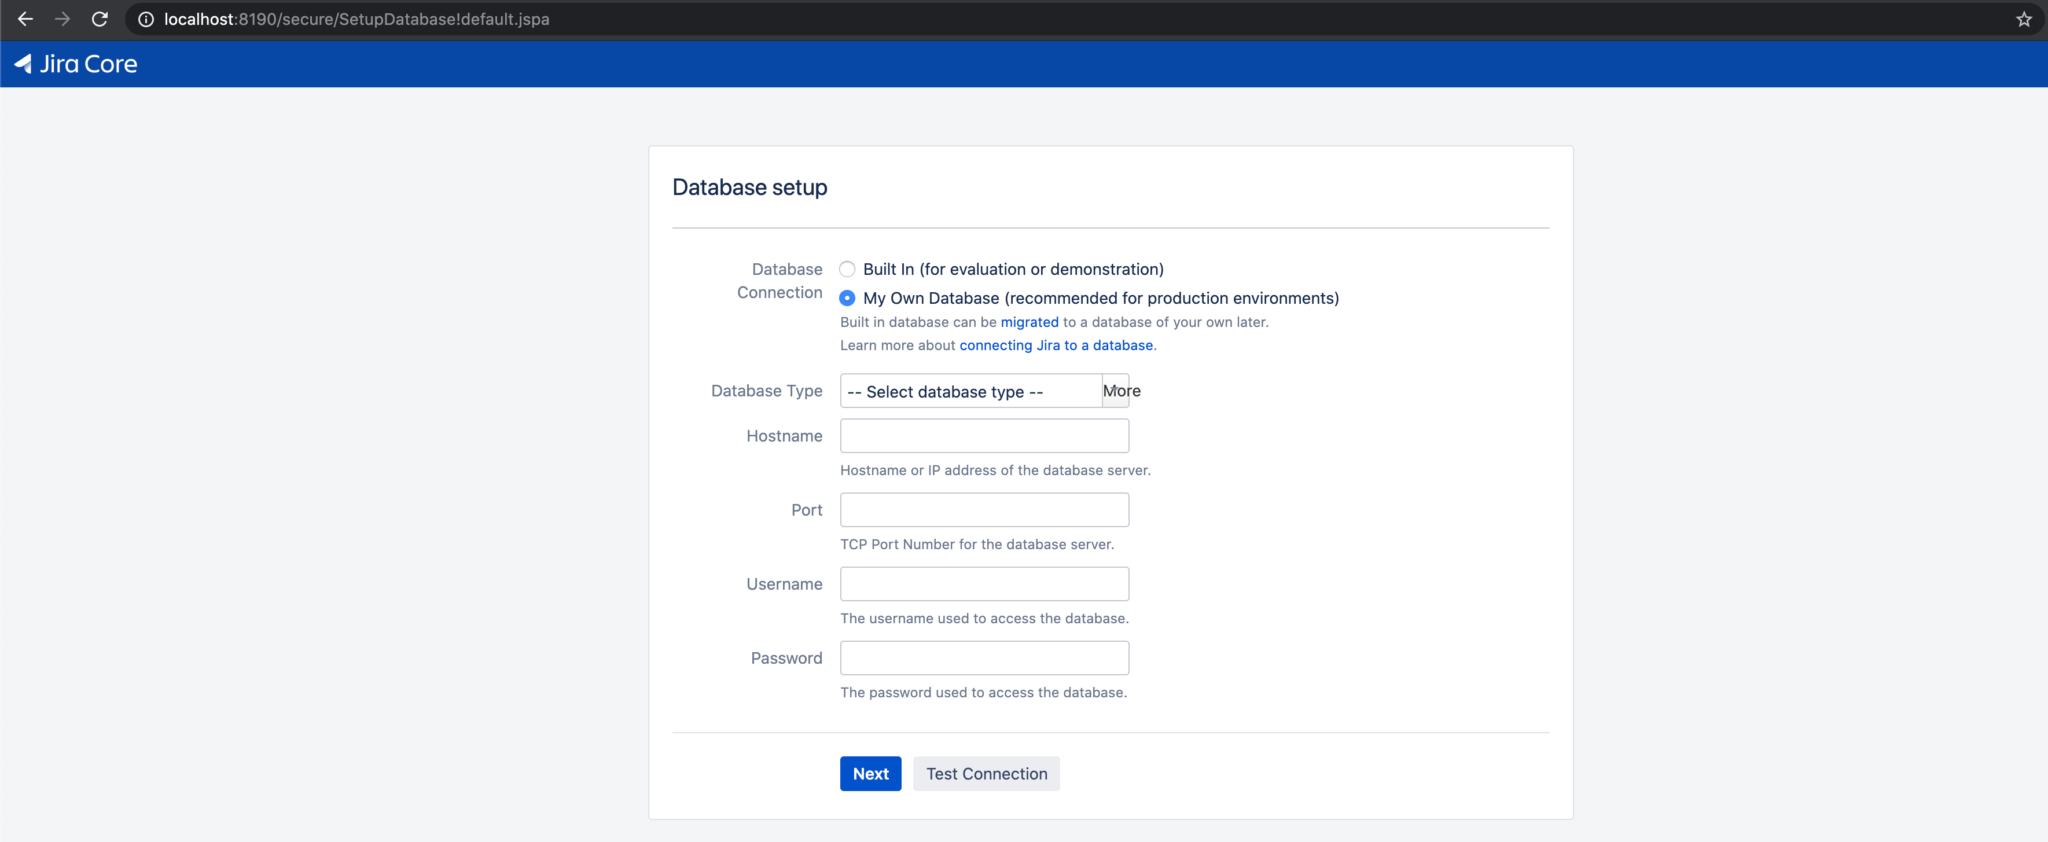 localhost:8190/secure/SetupDatabase!default.jspa
Jira Core
Database setup
Database Connection
Built In (for evaluation or demonstration)
My Own Database (recommended for production environments)
Built in database can be migrated to a database of your own later.
Learn more about connecting Jira to a database.
Database Type
-- Select database type --
More
Hostname
Hostname or IP address of the database server.
Port
TCP Port Number for the database server.
Username
The username used to access the database.
Password
The password used to access the database.
Next
Test Connection